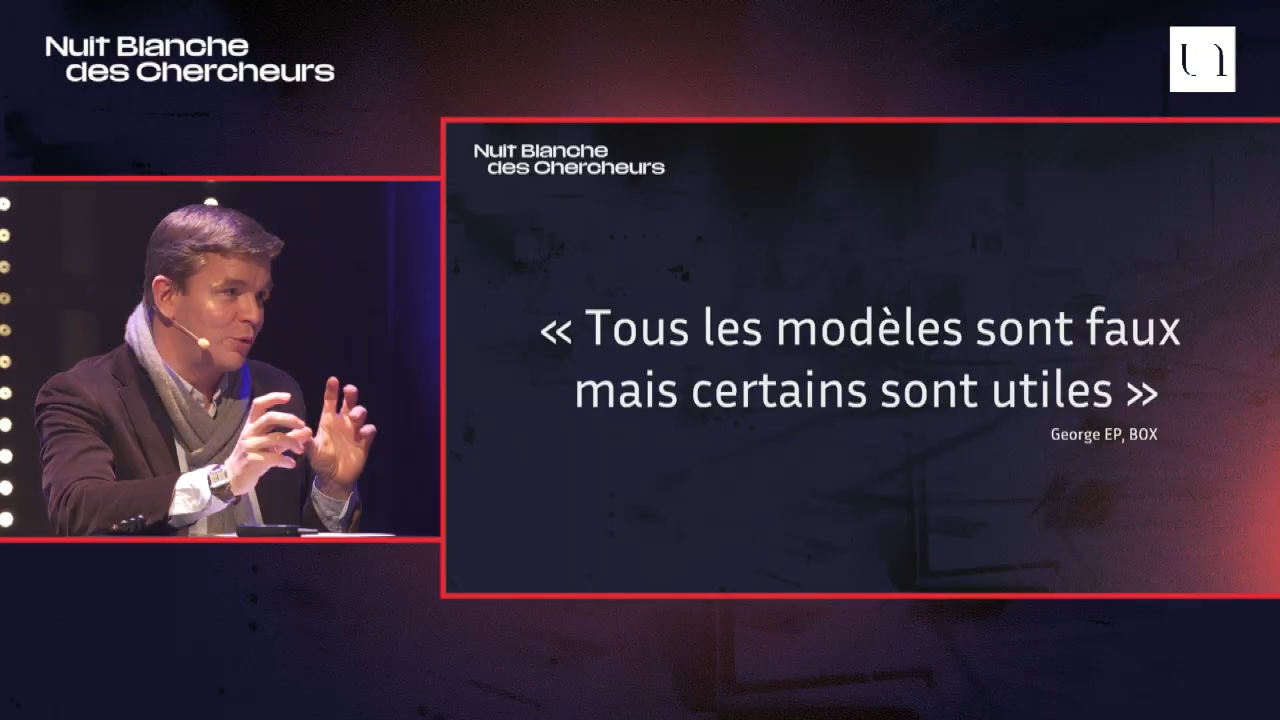 Nuit Blanche
des Chercheurs
Nuit Blanche
des Chercheurs
« Tous les modèles sont faux
mais certains sont utiles »
George EP, BOX